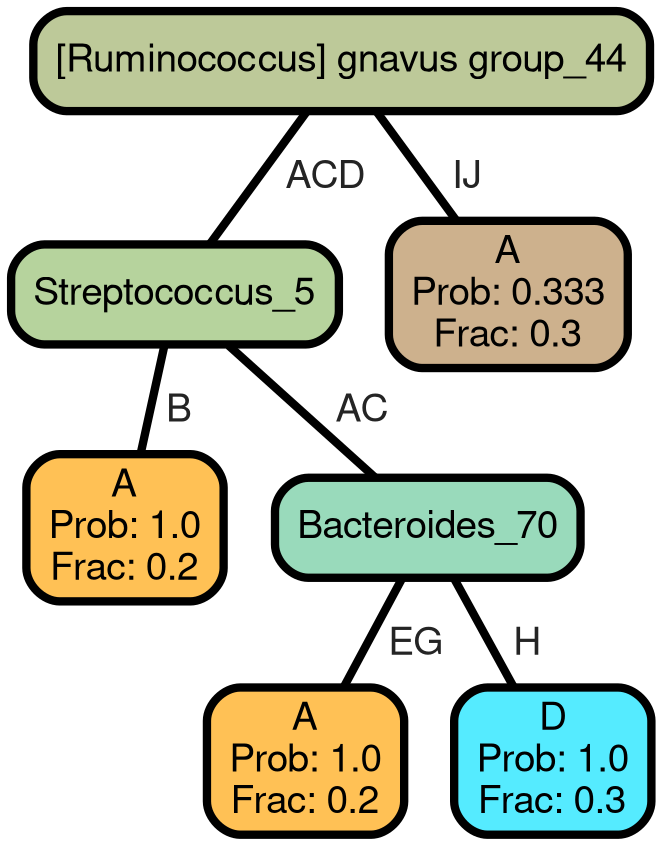 [Ruminococcus] gnavus group_44
ACD
IJ
Streptococcus_5
A
Prob: 0.333
Frac: 0.3
B
AC
A
Prob: 1.0
Frac: 0.2
Bacteroides_70
EG
H
A
Prob: 1.0
Frac: 0.2
D
Prob: 1.0
Frac: 0.3